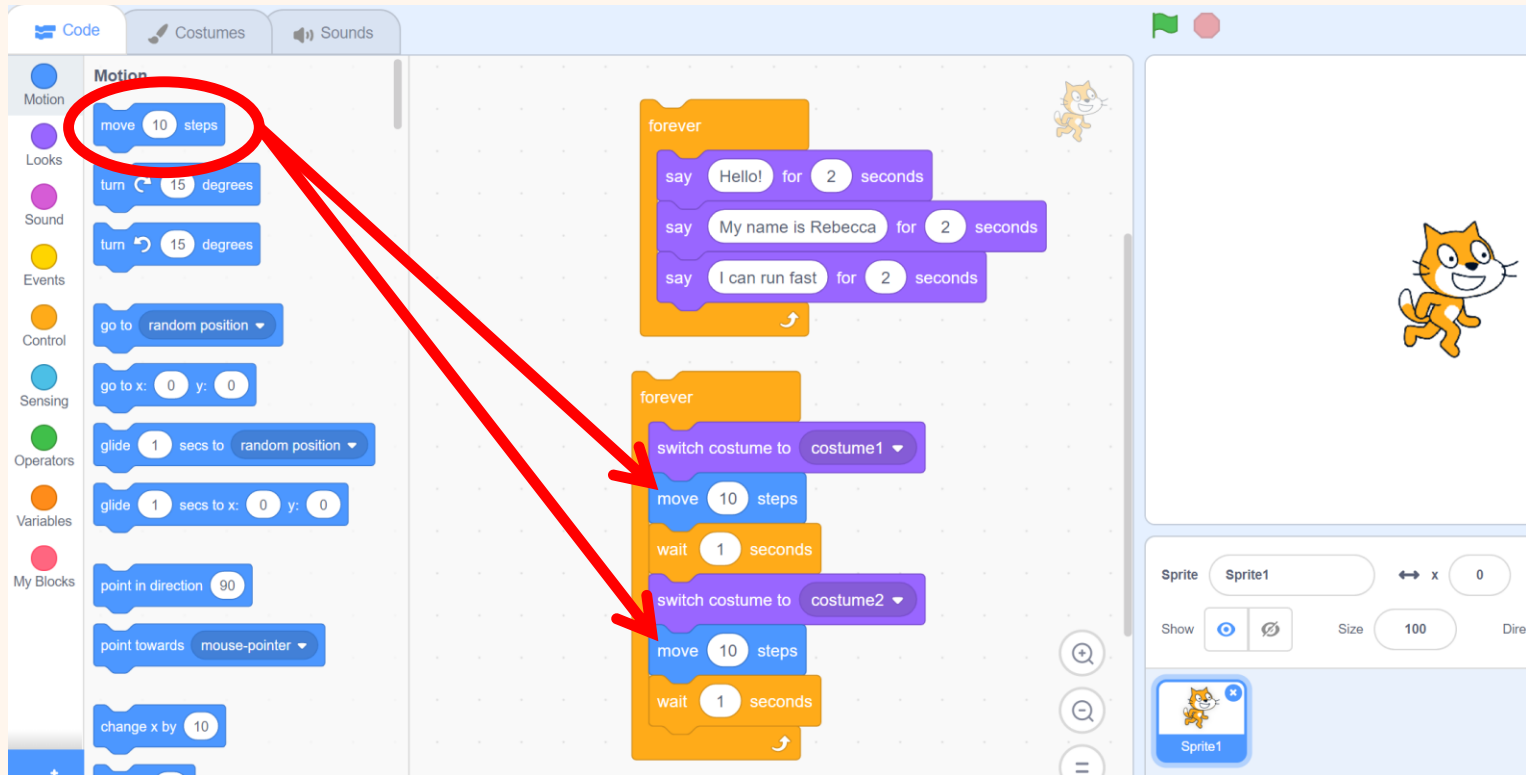 Code
Costumes
Sounds
Motion
Looks
Sound
Events
Control
Sensing
Operators
Variables
My Blocks
Motion
move 10 steps
turn 15 degrees
turn 15 degrees
go to random position
go to x: 0 y: 0
glide 1 secs to random position
glide 1 secs to x: 0 y: 0
point in direction 90
point towards mouse-pointer
change x by 10
forever
say Hello! for 2 seconds
say My name is Rebecca for 2 seconds
say I can run fast for 2 seconds
forever
switch costume to costume1
move 10 steps
wait 1 seconds
switch costume to costume2
move 10 steps
wait 1 seconds
Sprite Sprite1 x 0
Show Size 100 Dire
Sprite1